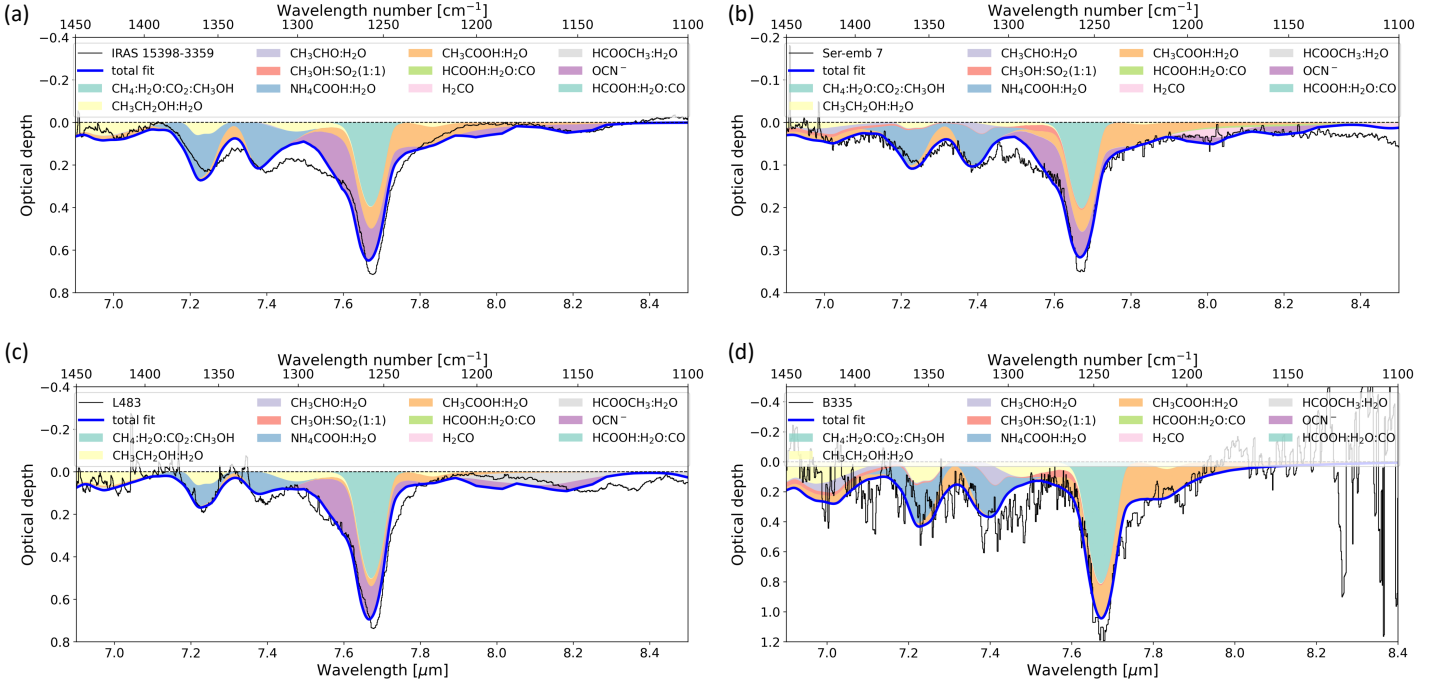 (a)
Wavelength number [cm⁻¹]
1450 1400 1350 1300 1250 1200 1150 1100
−0.4
IRAS 15398-3359 CH₃CHO:H₂O CH₃COOH:H₂O HCOOCH₃:H₂O
total fit CH₃OH:SO₂(1:1) HCOOH:H₂O:CO OCN⁻
CH₄:H₂O:CO₂:CH₃OH NH₄COOH:H₂O H₂CO HCOOH:H₂O:CO
CH₃CH₂OH:H₂O
−0.2
0.0
0.2
0.4
0.6
0.8
Optical depth
7.0 7.2 7.4 7.6 7.8 8.0 8.2 8.4
(b)
Wavelength number [cm⁻¹]
1450 1400 1350 1300 1250 1200 1150 1100
−0.2
Ser-emb 7 CH₃CHO:H₂O CH₃COOH:H₂O HCOOCH₃:H₂O
total fit CH₃OH:SO₂(1:1) HCOOH:H₂O:CO OCN⁻
CH₄:H₂O:CO₂:CH₃OH NH₄COOH:H₂O H₂CO HCOOH:H₂O:CO
CH₃CH₂OH:H₂O
−0.1
0.0
0.1
0.2
0.3
0.4
Optical depth
7.0 7.2 7.4 7.6 7.8 8.0 8.2 8.4
(c)
Wavelength number [cm⁻¹]
1450 1400 1350 1300 1250 1200 1150 1100
−0.4
L483 CH₃CHO:H₂O CH₃COOH:H₂O HCOOCH₃:H₂O
total fit CH₃OH:SO₂(1:1) HCOOH:H₂O:CO OCN⁻
CH₄:H₂O:CO₂:CH₃OH NH₄COOH:H₂O H₂CO HCOOH:H₂O:CO
CH₃CH₂OH:H₂O
−0.2
0.0
0.2
0.4
0.6
0.8
Optical depth
7.0 7.2 7.4 7.6 7.8 8.0 8.2 8.4
Wavelength [μm]
(d)
Wavelength number [cm⁻¹]
1450 1400 1350 1300 1250 1200 1150 1100
−0.4
B335 CH₃CHO:H₂O CH₃COOH:H₂O HCOOCH₃:H₂O
total fit CH₃OH:SO₂(1:1) HCOOH:H₂O:CO OCN⁻
CH₄:H₂O:CO₂:CH₃OH NH₄COOH:H₂O H₂CO HCOOH:H₂O:CO
CH₃CH₂OH:H₂O
−0.2
0.0
0.2
0.4
0.6
0.8
1.0
1.2
Optical depth
7.0 7.2 7.4 7.6 7.8 8.0 8.2 8.4
Wavelength [μm]